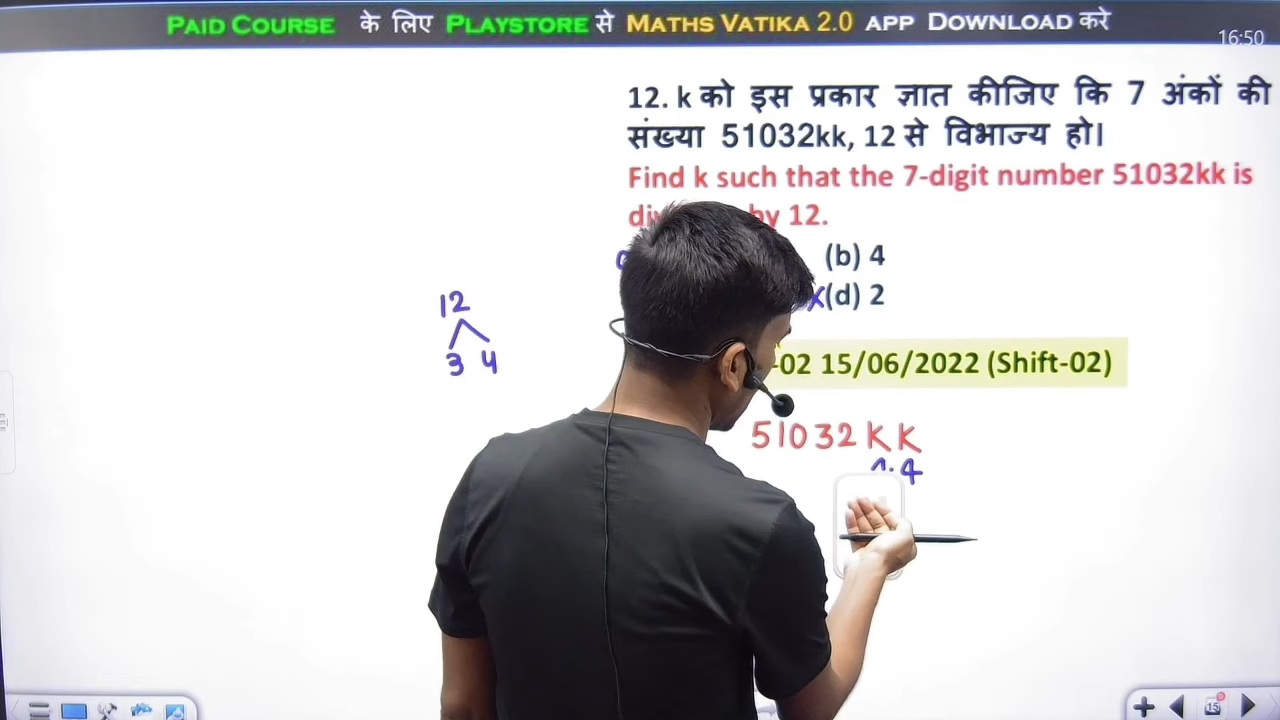 PAID COURSE के लिए PLAYSTORE से MATHS VATIKA 2.0 APP DOWNLOAD करे
16:50
12. k को इस प्रकार ज्ञात कीजिए कि 7 अंकों की
संख्या 51032kk, 12 से विभाज्य हो।
Find k such that the 7-digit number 51032kk is
by 12.
(b) 4
(d) 2
12
3 4
-02 15/06/2022 (Shift-02)
51032KK
4
15